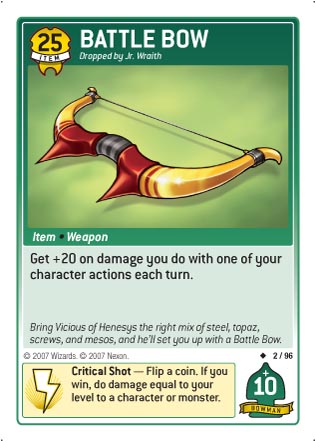 25
ITEM
BATTLE BOW
Dropped by Jr. Wraith
Item • Weapon
Get +20 on damage you do with one of your
character actions each turn.
Bring Vicious of Henesys the right mix of steel, topaz,
screws, and mesos, and he'll set you up with a Battle Bow.
© 2007 Wizards. © 2007 Nexon.
◆ 2/96
Critical Shot — Flip a coin. If you
win, do damage equal to your
level to a character or monster.
+
10
BOWMAN